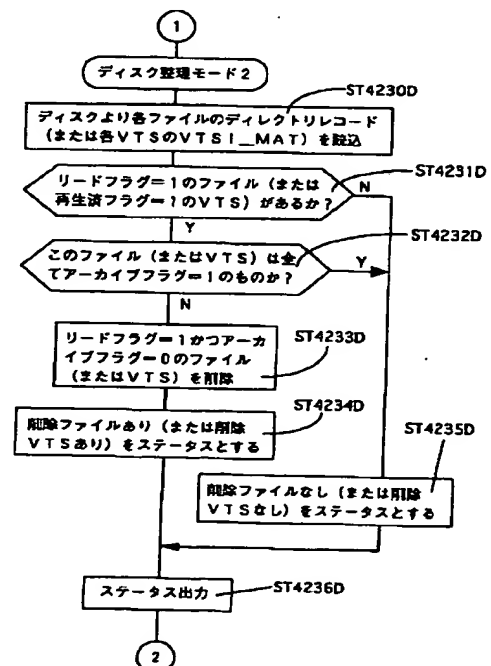 1
ディスク整理モード2
ST4230D
ディスクより各ファイルのディレクトリレコード
(または各VTSのVTSI_MAT)を読込
ST4231D
リードフラグ=1のファイル(または
再生済フラグ=1のVTS)があるか?
N
Y
ST4232D
このファイル(またはVTS)は全
てアーカイブフラグ=1のものか?
Y
N
リードフラグ=1かつアーカ
イブフラグ=0のファイル
(またはVTS)を削除
ST4233D
ST4234D
削除ファイルあり(または削除
VTSあり)をステータスとする
ST4235D
削除ファイルなし(または削除
VTSなし)をステータスとする
ステータス出力
ST4236D
2